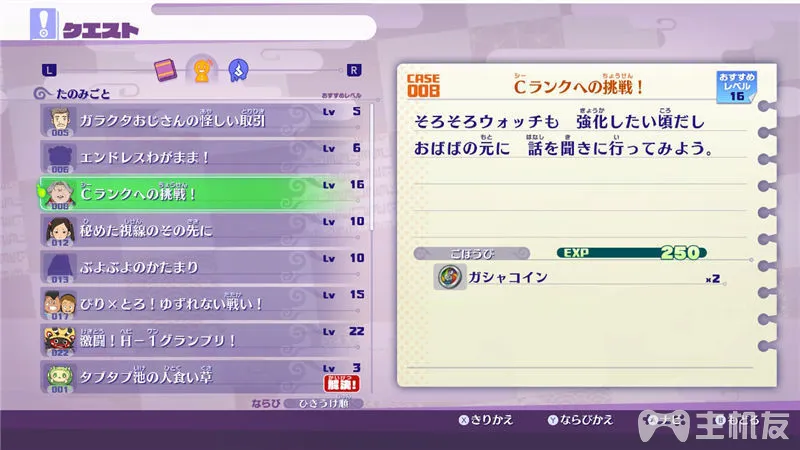 クエスト
L
R
たのみごと
おすすめレベル
ガラクタおじさんの怪しい取引
Lv 5
005
エンドレスわがまま！
Lv 6
006
Cランクへの挑戦！
Lv 16
008
秘めた視線のその先に
Lv 10
012
ぷよぷよのかたまり
Lv 10
013
びり×とろ！ゆずれない戦い！
Lv 15
017
激闘！H-1グランプリ！
Lv 22
022
タプタプ池の人食い草
Lv 3
001
解決！
ならび ひきうけ順
CASE 008
Cランクへの挑戦！
おすすめレベル 16
そろそろウォッチも 強化したい頃だし
おばばの元に 話を聞きに行ってみよう。
ごほうび
EXP 250
ガシャコイン ×2
Xきりかえ
Yならびかえ
ナビ
もどる
主机友